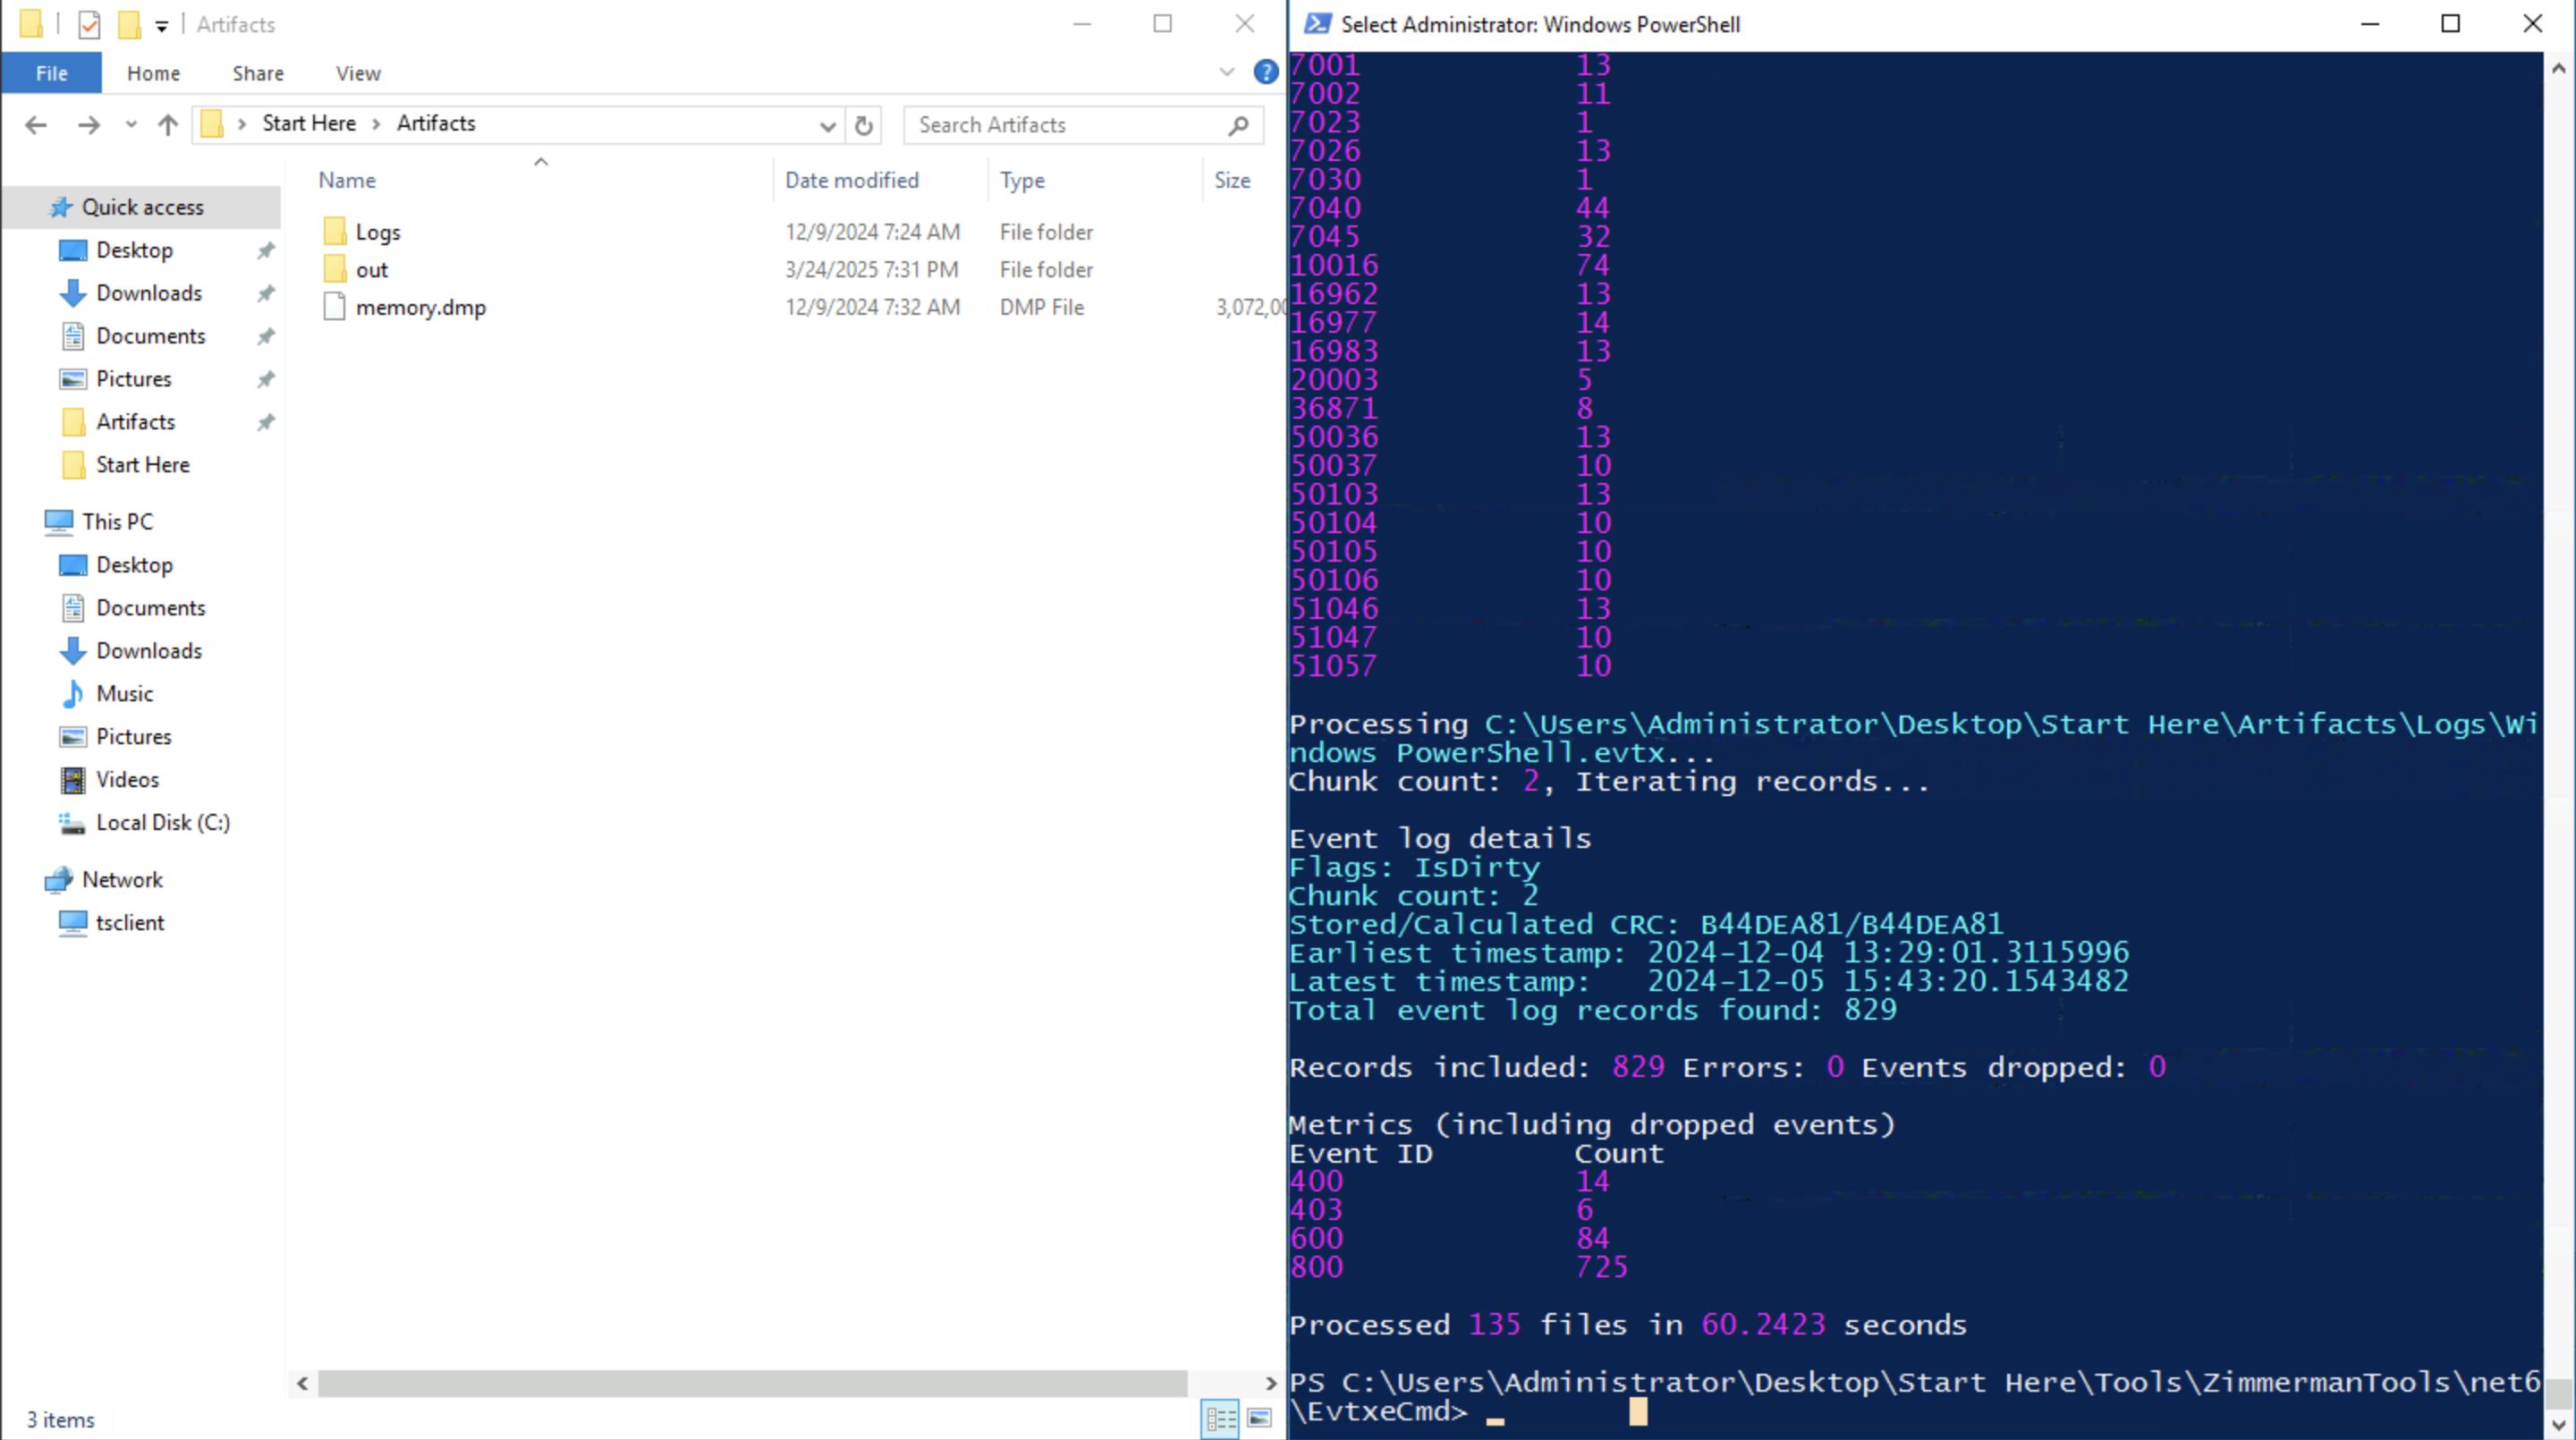 Artifacts
File Home Share View
Start Here Artifacts
Search Artifacts
Name Date modified Type Size
Logs 12/9/2024 7:24 AM File folder
out 3/24/2025 7:31 PM File folder
memory.dmp 12/9/2024 7:32 AM DMP File 3,072,00
Quick access
Desktop
Downloads
Documents
Pictures
Artifacts
Start Here
This PC
Desktop
Documents
Downloads
Music
Pictures
Videos
Local Disk (C:)
Network
tsclient
3 items
Select Administrator: Windows PowerShell
7001 13
7002 11
7023 1
7026 13
7030 1
7040 44
7045 32
10016 74
16962 13
16977 14
16983 13
20003 5
36871 8
50036 13
50037 10
50103 13
50104 10
50105 10
50106 10
51046 13
51047 10
51057 10
Processing C:\Users\Administrator\Desktop\Start Here\Artifacts\Logs\Wi
ndows PowerShell.evtx...
Chunk count: 2, Iterating records...
Event log details
Flags: IsDirty
Chunk count: 2
Stored/Calculated CRC: B44DEA81/B44DEA81
Earliest timestamp: 2024-12-04 13:29:01.3115996
Latest timestamp: 2024-12-05 15:43:20.1543482
Total event log records found: 829
Records included: 829 Errors: 0 Events dropped: 0
Metrics (including dropped events)
Event ID Count
400 14
403 6
600 84
800 725
Processed 135 files in 60.2423 seconds
PS C:\Users\Administrator\Desktop\Start Here\Tools\ZimmermanTools\net6
\EvtxeCmd>